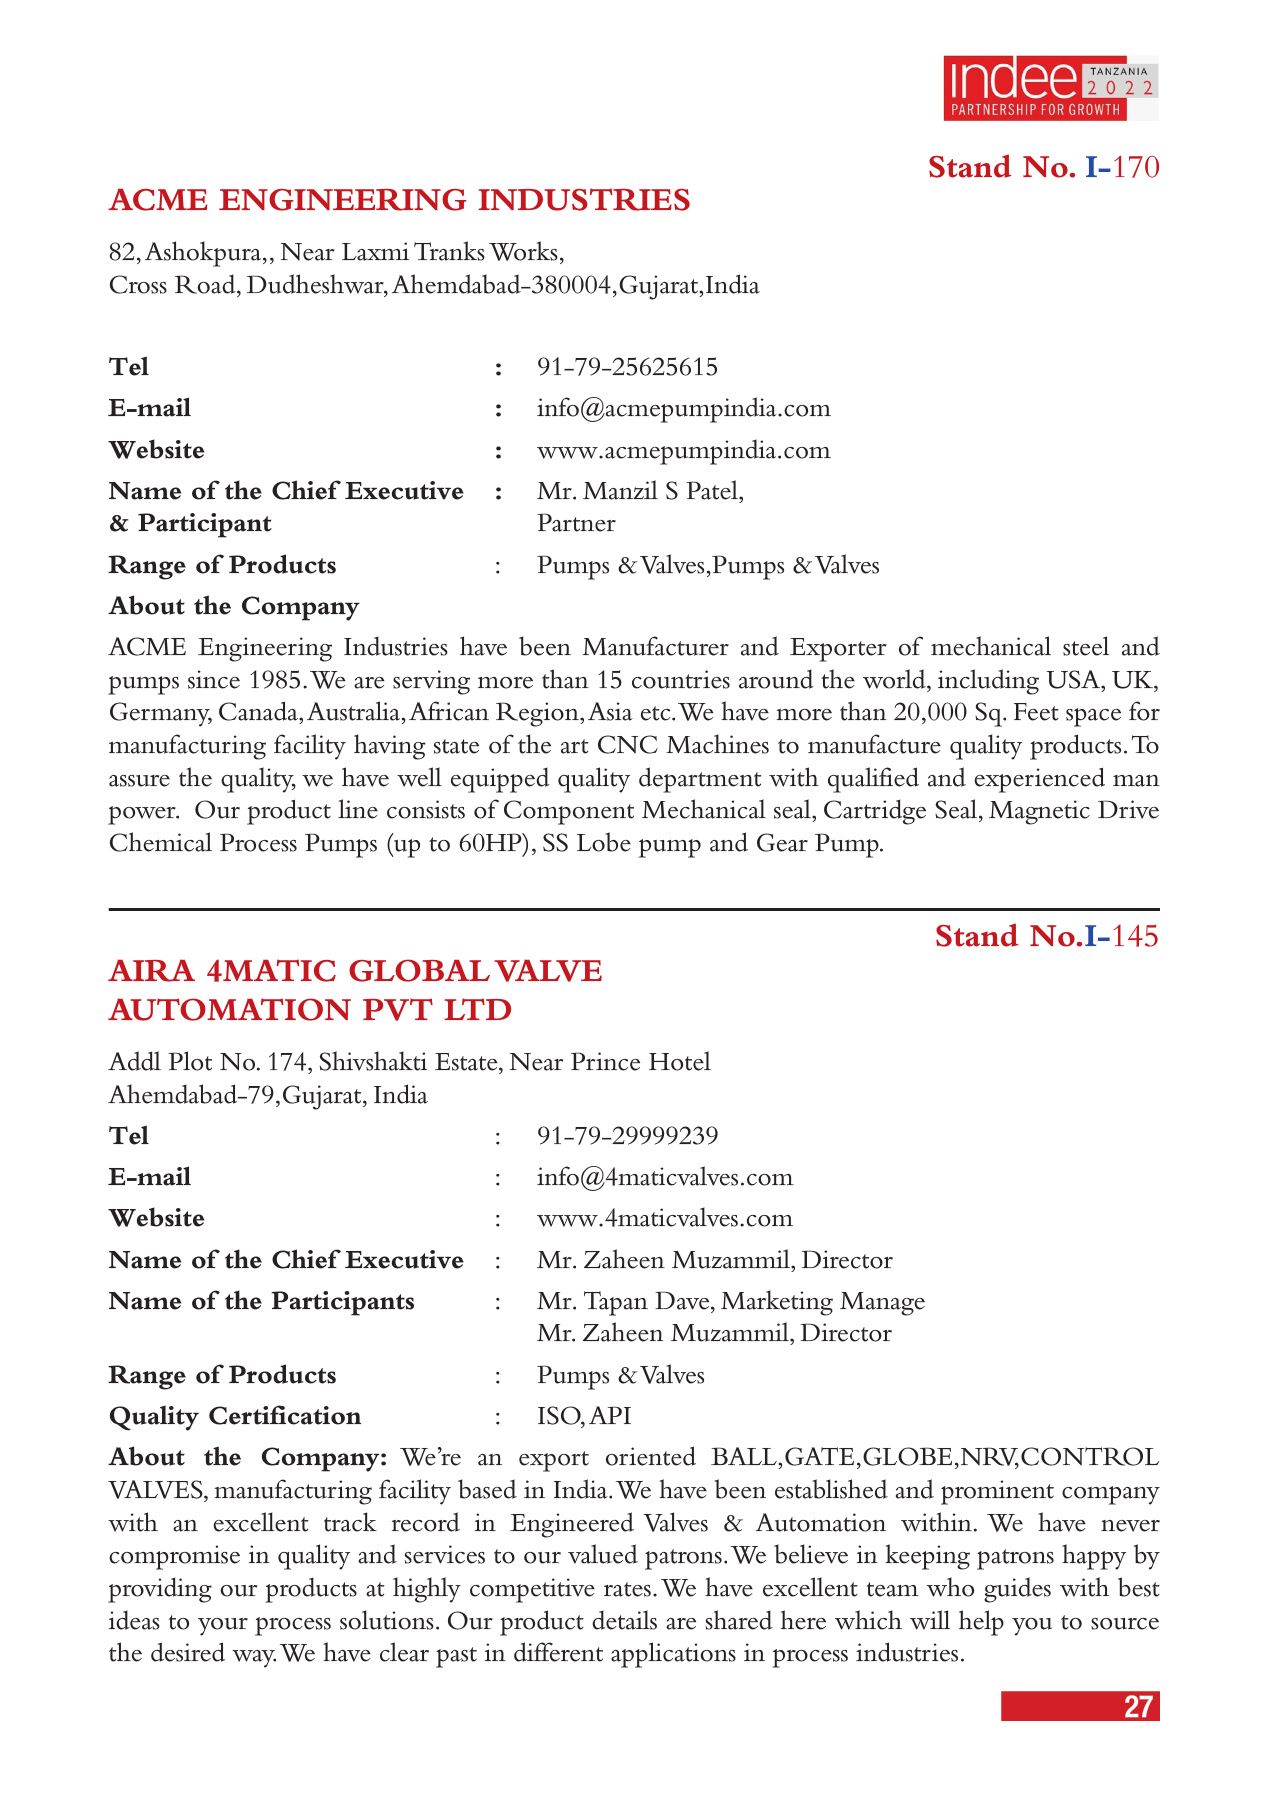 indee TANZANIA
2022
PARTNERSHIP FOR GROWTH
Stand No. I-170
ACME ENGINEERING INDUSTRIES
82, Ashokpura,, Near Laxmi Tranks Works,
Cross Road, Dudheshwar, Ahemdabad-380004,Gujarat,India
Tel : 91-79-25625615
E-mail : info@acmepumpindia.com
Website : www.acmepumpindia.com
Name of the Chief Executive : Mr. Manzil S Patel,
& Participant Partner
Range of Products : Pumps & Valves,Pumps & Valves
About the Company
ACME Engineering Industries have been Manufacturer and Exporter of mechanical steel and
pumps since 1985. We are serving more than 15 countries around the world, including USA, UK,
Germany, Canada, Australia, African Region, Asia etc. We have more than 20,000 Sq. Feet space for
manufacturing facility having state of the art CNC Machines to manufacture quality products. To
assure the quality, we have well equipped quality department with qualified and experienced man
power. Our product line consists of Component Mechanical seal, Cartridge Seal, Magnetic Drive
Chemical Process Pumps (up to 60HP), SS Lobe pump and Gear Pump.
Stand No.I-145
AIRA 4MATIC GLOBAL VALVE
AUTOMATION PVT LTD
Addl Plot No. 174, Shivshakti Estate, Near Prince Hotel
Ahemdabad-79,Gujarat, India
Tel : 91-79-29999239
E-mail : info@4maticvalves.com
Website : www.4maticvalves.com
Name of the Chief Executive : Mr. Zaheen Muzammil, Director
Name of the Participants : Mr. Tapan Dave, Marketing Manage
Mr. Zaheen Muzammil, Director
Range of Products : Pumps & Valves
Quality Certification : ISO, API
About the Company: We’re an export oriented BALL,GATE,GLOBE,NRV,CONTROL
VALVES, manufacturing facility based in India. We have been established and prominent company
with an excellent track record in Engineered Valves & Automation within. We have never
compromise in quality and services to our valued patrons. We believe in keeping patrons happy by
providing our products at highly competitive rates. We have excellent team who guides with best
ideas to your process solutions. Our product details are shared here which will help you to source
the desired way. We have clear past in different applications in process industries.
27